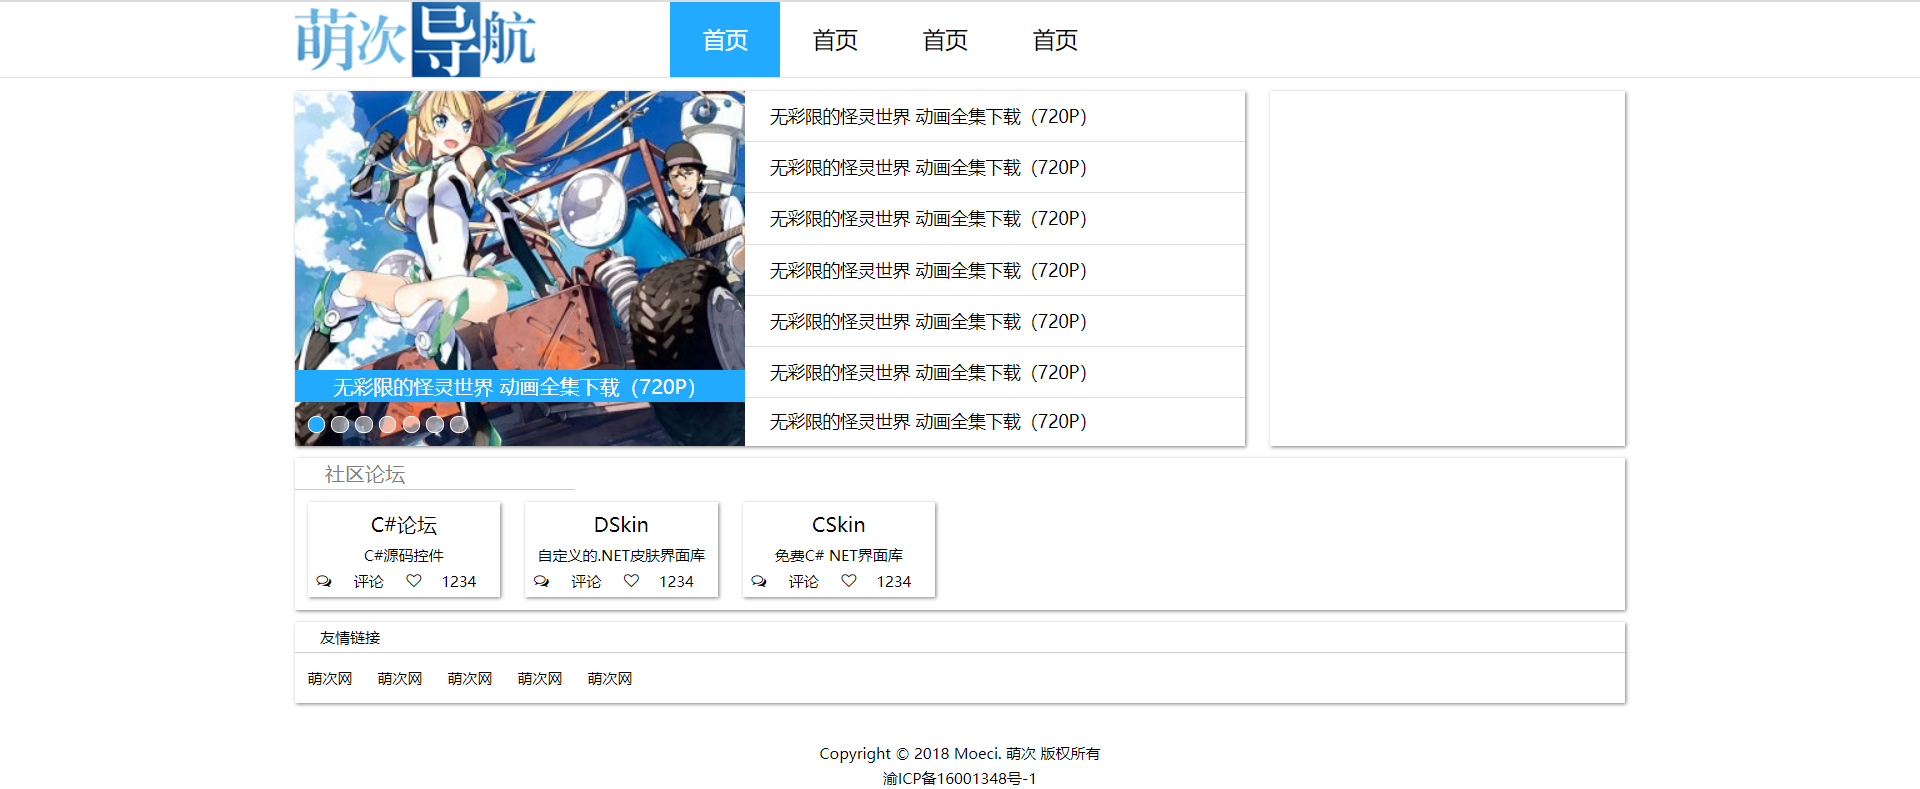 萌次导航
首页 首页 首页 首页
无彩限的怪灵世界 动画全集下载（720P）
无彩限的怪灵世界 动画全集下载（720P）
无彩限的怪灵世界 动画全集下载（720P）
无彩限的怪灵世界 动画全集下载（720P）
无彩限的怪灵世界 动画全集下载（720P）
无彩限的怪灵世界 动画全集下载（720P）
无彩限的怪灵世界 动画全集下载（720P）
无彩限的怪灵世界 动画全集下载（720P）
社区论坛
C#论坛
C#源码控件
评论 1234
DSkin
自定义的.NET皮肤界面库
评论 1234
CSkin
免费C# NET界面库
评论 1234
友情链接
萌次网 萌次网 萌次网 萌次网 萌次网
Copyright © 2018 Moeci. 萌次 版权所有
渝ICP备16001348号-1